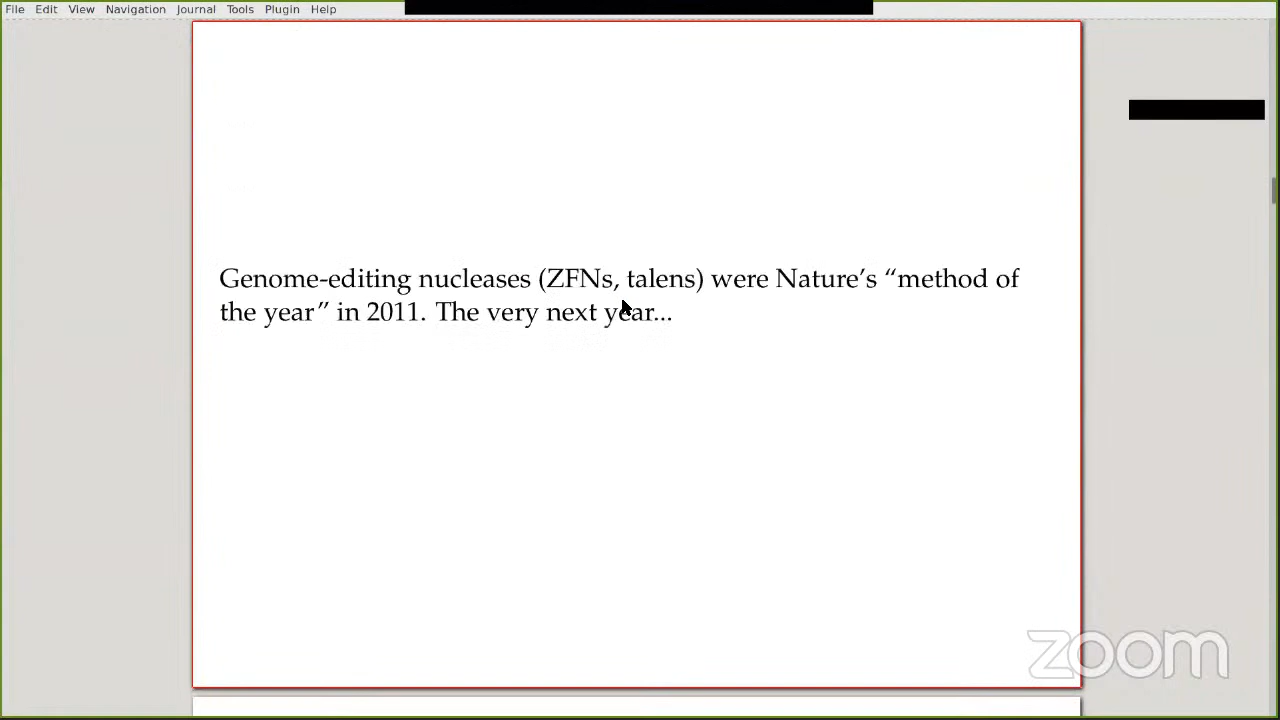 File Edit View Navigation Journal Tools Plugin Help
Genome-editing nucleases (ZFNs, talens) were Nature’s “method of
the year” in 2011. The very next year...
zoom